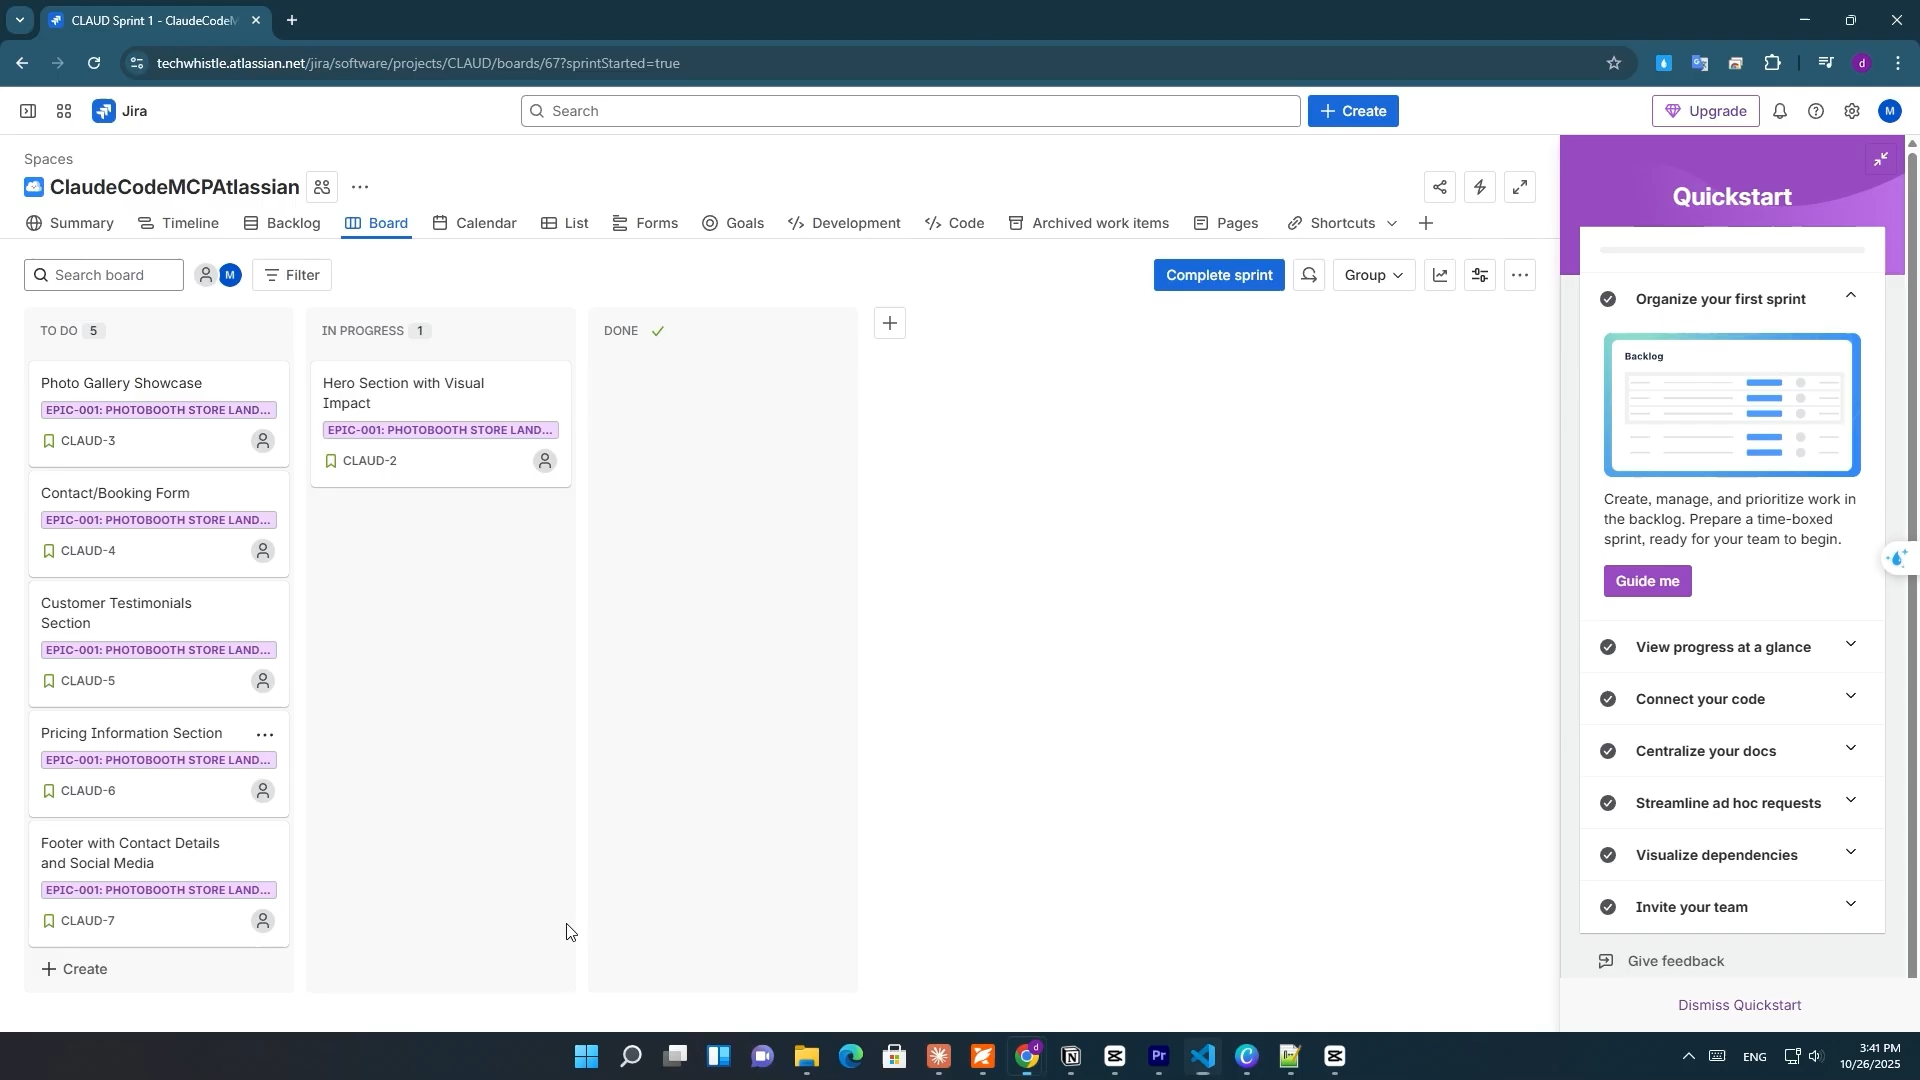 CLAUD Sprint 1 - ClaudeCodeM
techwhistle.atlassian.net/jira/software/projects/CLAUD/boards/67?sprintStarted=true
d
Jira
Search
Create
Upgrade
M
Spaces
ClaudeCodeMCPAtlassian
Summary
Timeline
Backlog
Board
Calendar
List
Forms
Goals
Development
Code
Archived work items
Pages
Shortcuts
Search board
M
Filter
Complete sprint
Group
TO DO 5
Photo Gallery Showcase
EPIC-001: PHOTOBOOTH STORE LAND...
CLAUD-3
Contact/Booking Form
EPIC-001: PHOTOBOOTH STORE LAND...
CLAUD-4
Customer Testimonials
Section
EPIC-001: PHOTOBOOTH STORE LAND...
CLAUD-5
Pricing Information Section
EPIC-001: PHOTOBOOTH STORE LAND...
CLAUD-6
Footer with Contact Details
and Social Media
EPIC-001: PHOTOBOOTH STORE LAND...
CLAUD-7
Create
IN PROGRESS 1
Hero Section with Visual
Impact
EPIC-001: PHOTOBOOTH STORE LAND...
CLAUD-2
DONE
Quickstart
Organize your first sprint
Backlog
Create, manage, and prioritize work in
the backlog. Prepare a time-boxed
sprint, ready for your team to begin.
Guide me
View progress at a glance
Connect your code
Centralize your docs
Streamline ad hoc requests
Visualize dependencies
Invite your team
Give feedback
Dismiss Quickstart
d
Pr
ENG
3:41 PM
10/26/2025